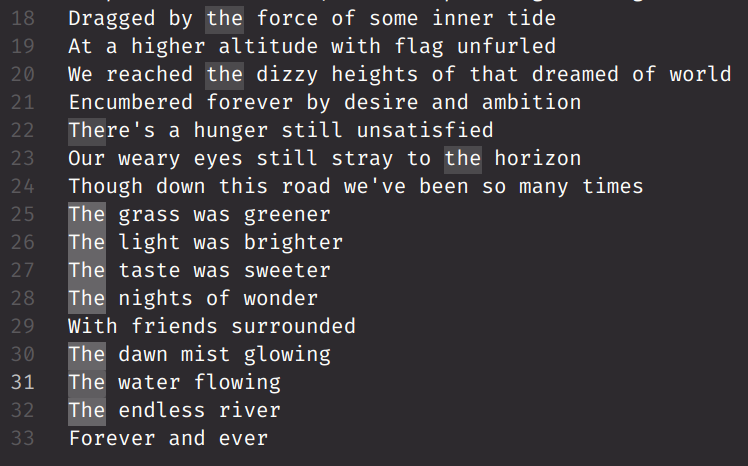 18 Dragged by the force of some inner tide
19 At a higher altitude with flag unfurled
20 We reached the dizzy heights of that dreamed of world
21 Encumbered forever by desire and ambition
22 There's a hunger still unsatisfied
23 Our weary eyes still stray to the horizon
24 Though down this road we've been so many times
25 The grass was greener
26 The light was brighter
27 The taste was sweeter
28 The nights of wonder
29 With friends surrounded
30 The dawn mist glowing
31 The water flowing
32 The endless river
33 Forever and ever